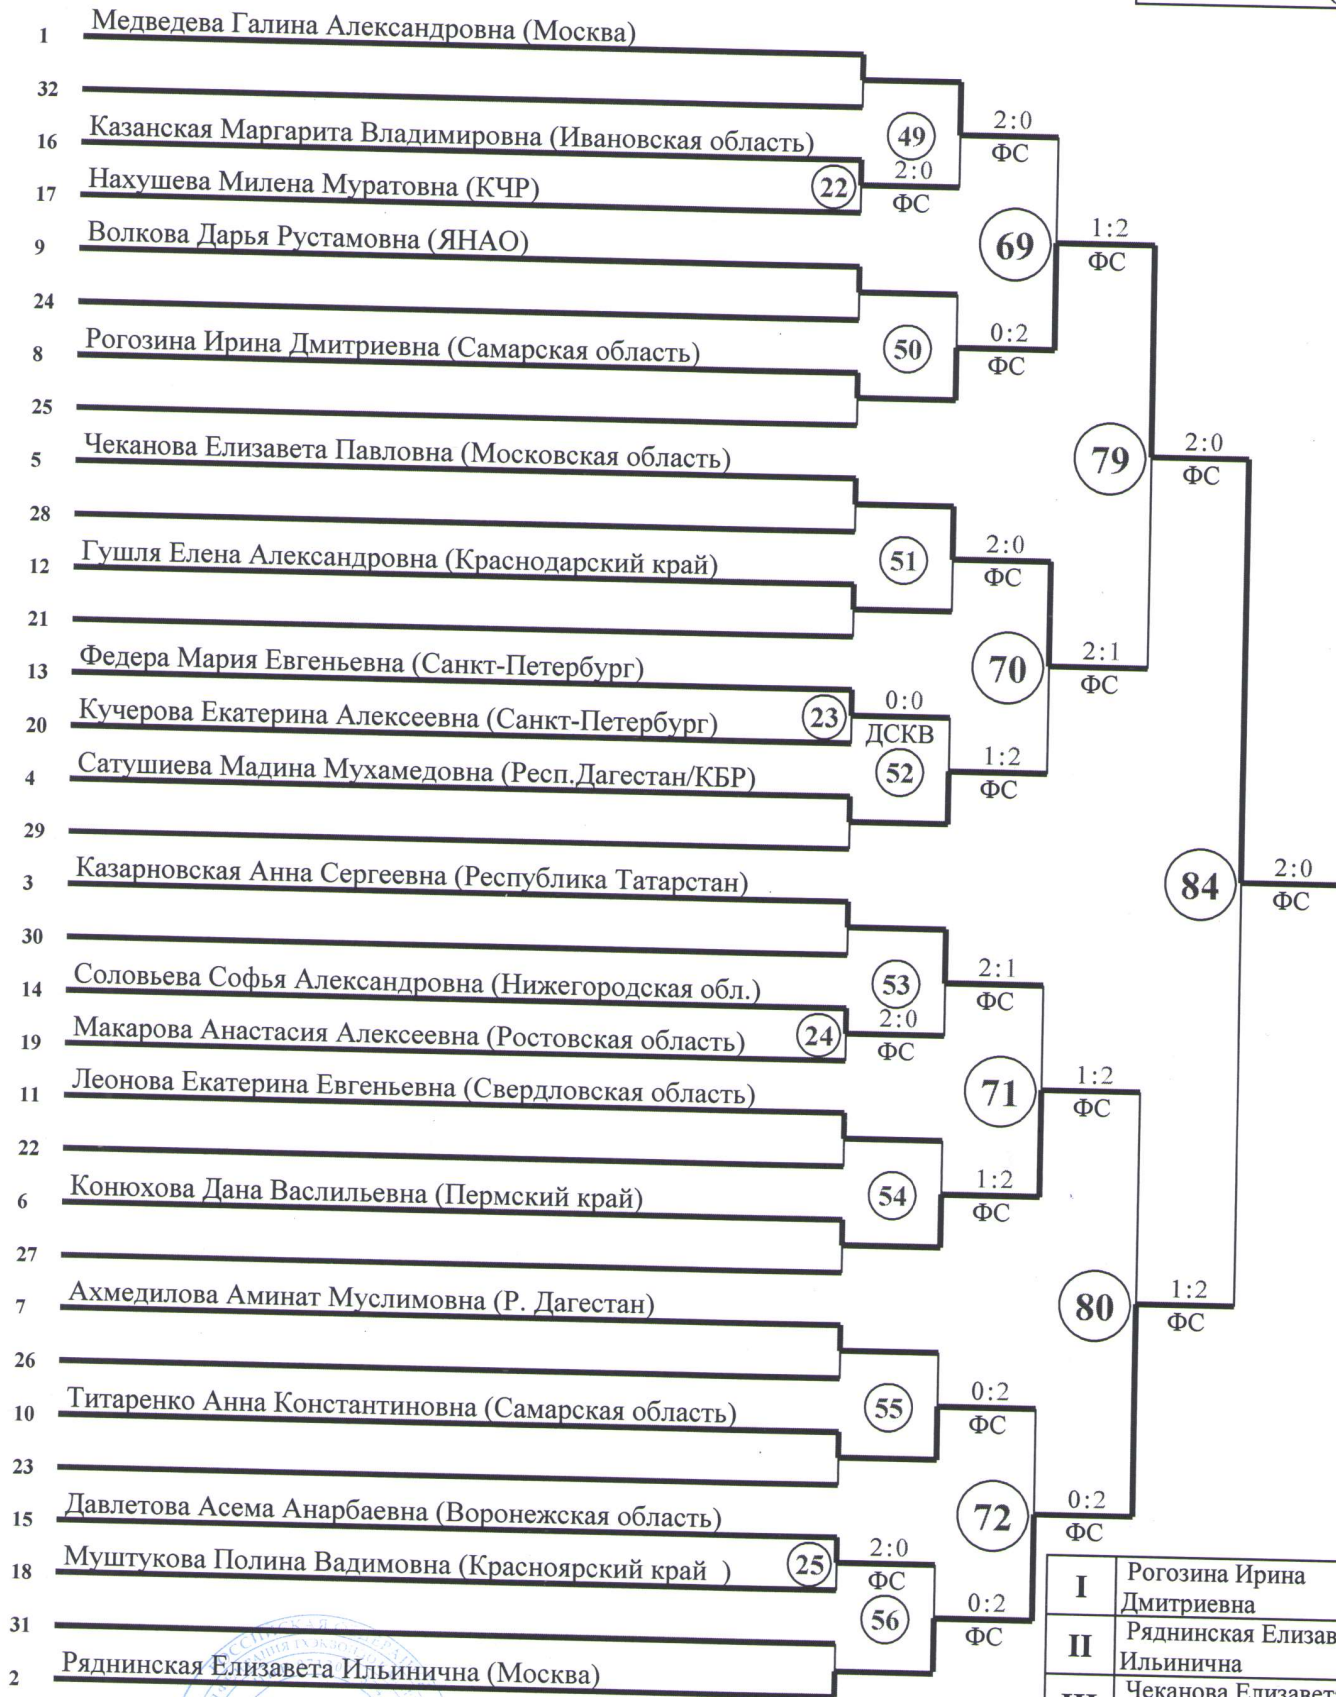 1 Медведева Галина Александровна (Москва)
32
16 Казанская Маргарита Владимировна (Ивановская область)
49
2:0
ФС
17 Нахушева Милена Муратовна (КЧР)
22
2:0
ФС
9 Волкова Дарья Рустамовна (ЯНАО)
69
1:2
ФС
24
8 Рогозина Ирина Дмитриевна (Самарская область)
50
0:2
ФС
25
5 Чеканова Елизавета Павловна (Московская область)
79
2:0
ФС
28
12 Гушля Елена Александровна (Краснодарский край)
51
2:0
ФС
21
13 Федера Мария Евгеньевна (Санкт-Петербург)
70
2:1
ФС
20 Кучерова Екатерина Алексеевна (Санкт-Петербург)
23
0:0
ДСКВ
4 Сатушиева Мадина Мухамедовна (Респ.Дагестан/КБР)
52
1:2
ФС
29
3 Казарновская Анна Сергеевна (Республика Татарстан)
84
2:0
ФС
30
14 Соловьева Софья Александровна (Нижегородская обл.)
53
2:1
ФС
19 Макарова Анастасия Алексеевна (Ростовская область)
24
2:0
ФС
11 Леонова Екатерина Евгеньевна (Свердловская область)
71
1:2
ФС
22
6 Конюхова Дана Васлильевна (Пермский край)
54
1:2
ФС
27
7 Ахмедилова Аминат Муслимовна (Р. Дагестан)
80
1:2
ФС
26
10 Титаренко Анна Константиновна (Самарская область)
55
0:2
ФС
23
15 Давлетова Асема Анарбаевна (Воронежская область)
72
0:2
ФС
18 Муштукова Полина Вадимовна (Красноярский край )
25
2:0
ФС
31
56
0:2
ФС
2 Ряднинская Елизавета Ильинична (Москва)
I Рогозина Ирина
Дмитриевна
II Ряднинская Елизав
Ильинична
Чеканова Елизавет